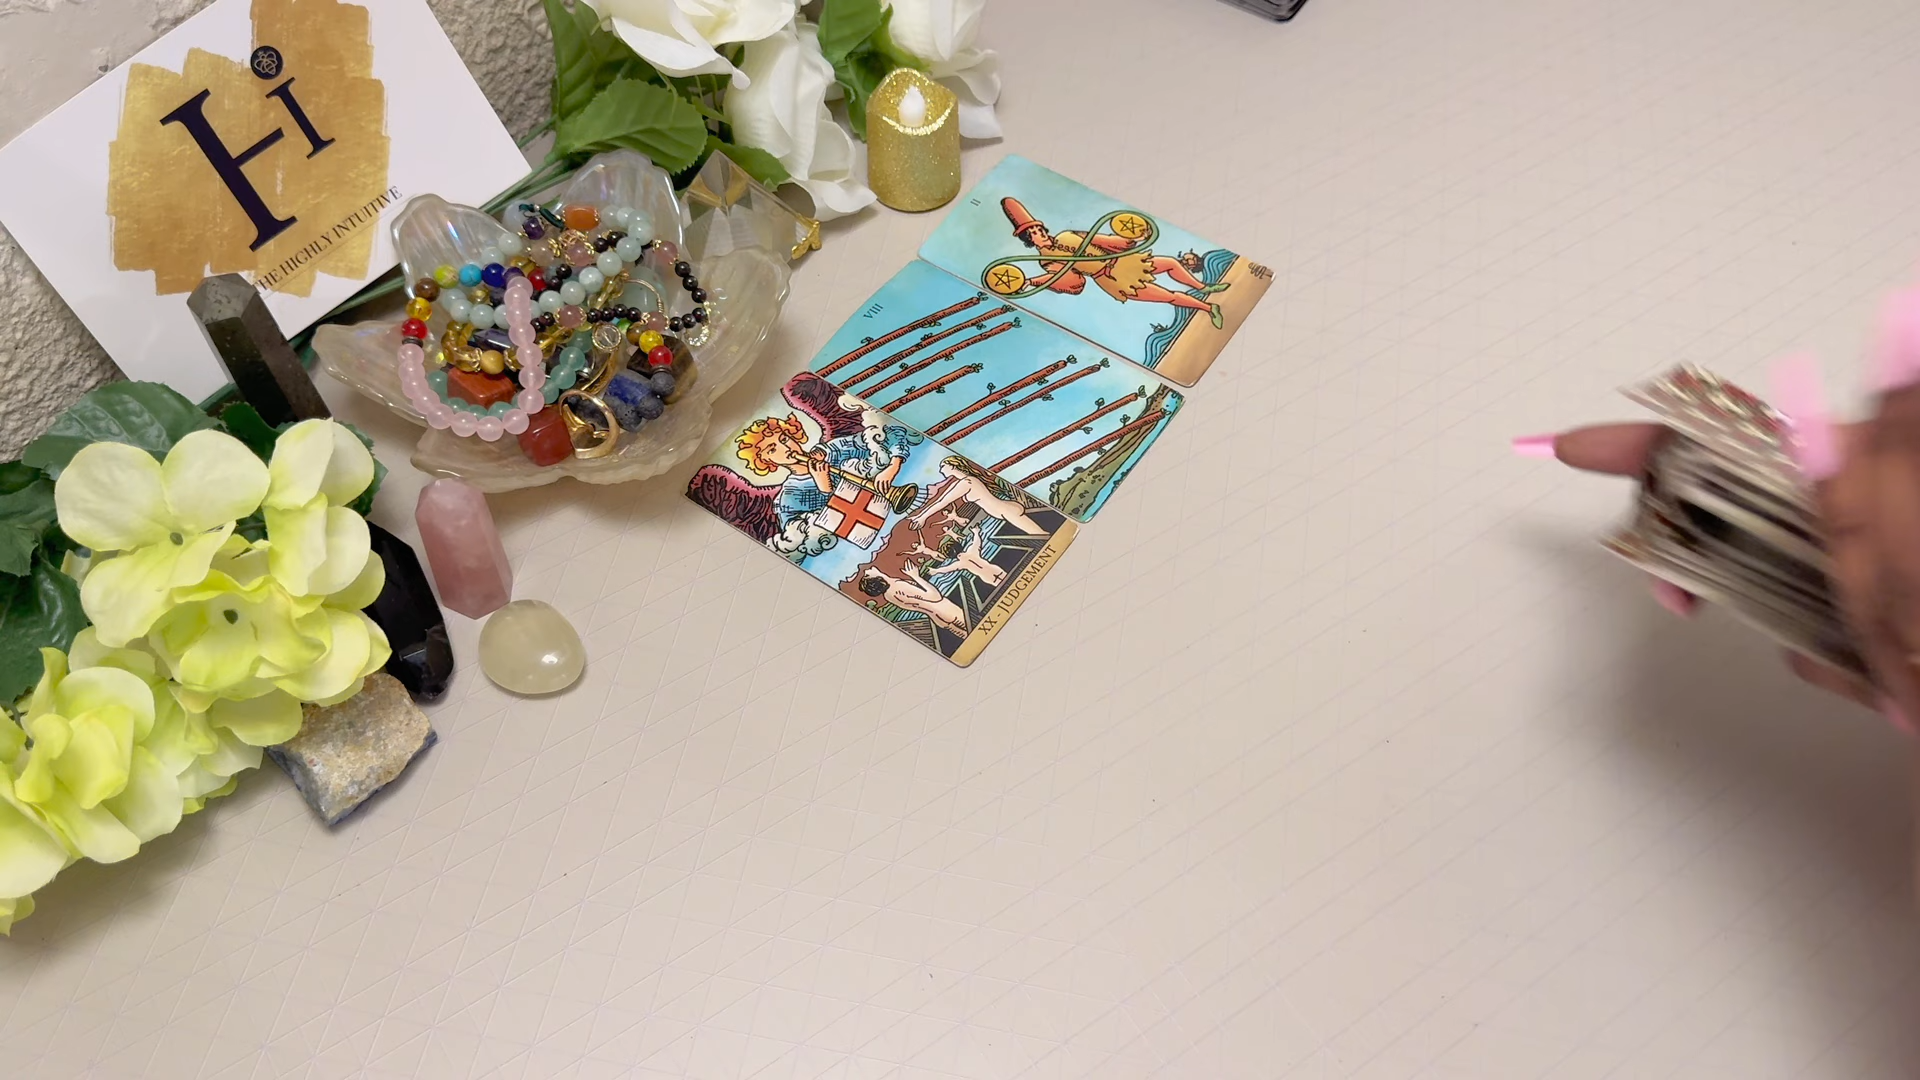 Hi
THE HIGHLY INTUITIVE
II
VIII
XX - JUDGEMENT